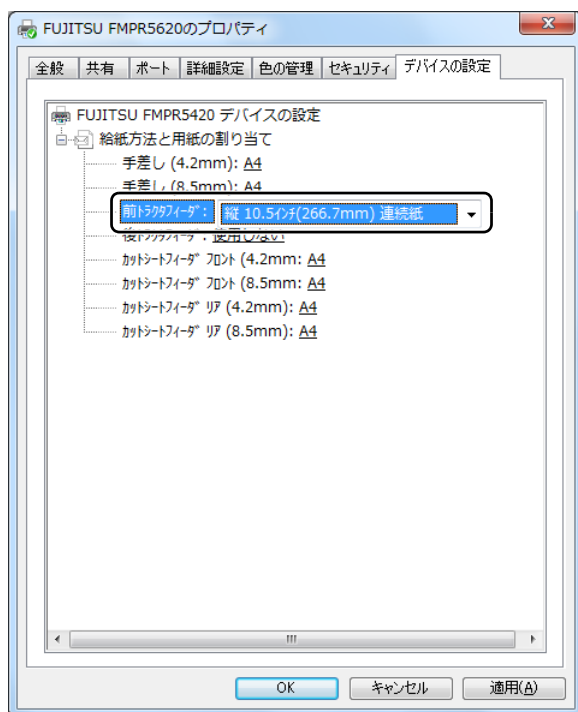 FUJITSU FMPR5620のプロパティ
全般 共有 ポート 詳細設定 色の管理 セキュリティ デバイスの設定
FUJITSU FMPR5420 デバイスの設定
給紙方法と用紙の割り当て
手差し (4.2mm): A4
手差し (8.5mm): A4
前ﾄﾗｸﾀﾌｨｰﾀﾞ: 縦 10.5ｲﾝﾁ(266.7mm) 連続紙
後ﾄﾗｸﾀﾌｨｰﾀﾞ: 使用しない
ｶｯﾄｼｰﾄﾌｨｰﾀﾞ ﾌﾛﾝﾄ (4.2mm: A4
ｶｯﾄｼｰﾄﾌｨｰﾀﾞ ﾌﾛﾝﾄ (8.5mm: A4
ｶｯﾄｼｰﾄﾌｨｰﾀﾞ ﾘｱ (4.2mm): A4
ｶｯﾄｼｰﾄﾌｨｰﾀﾞ ﾘｱ (8.5mm): A4
OK キャンセル 適用(A)